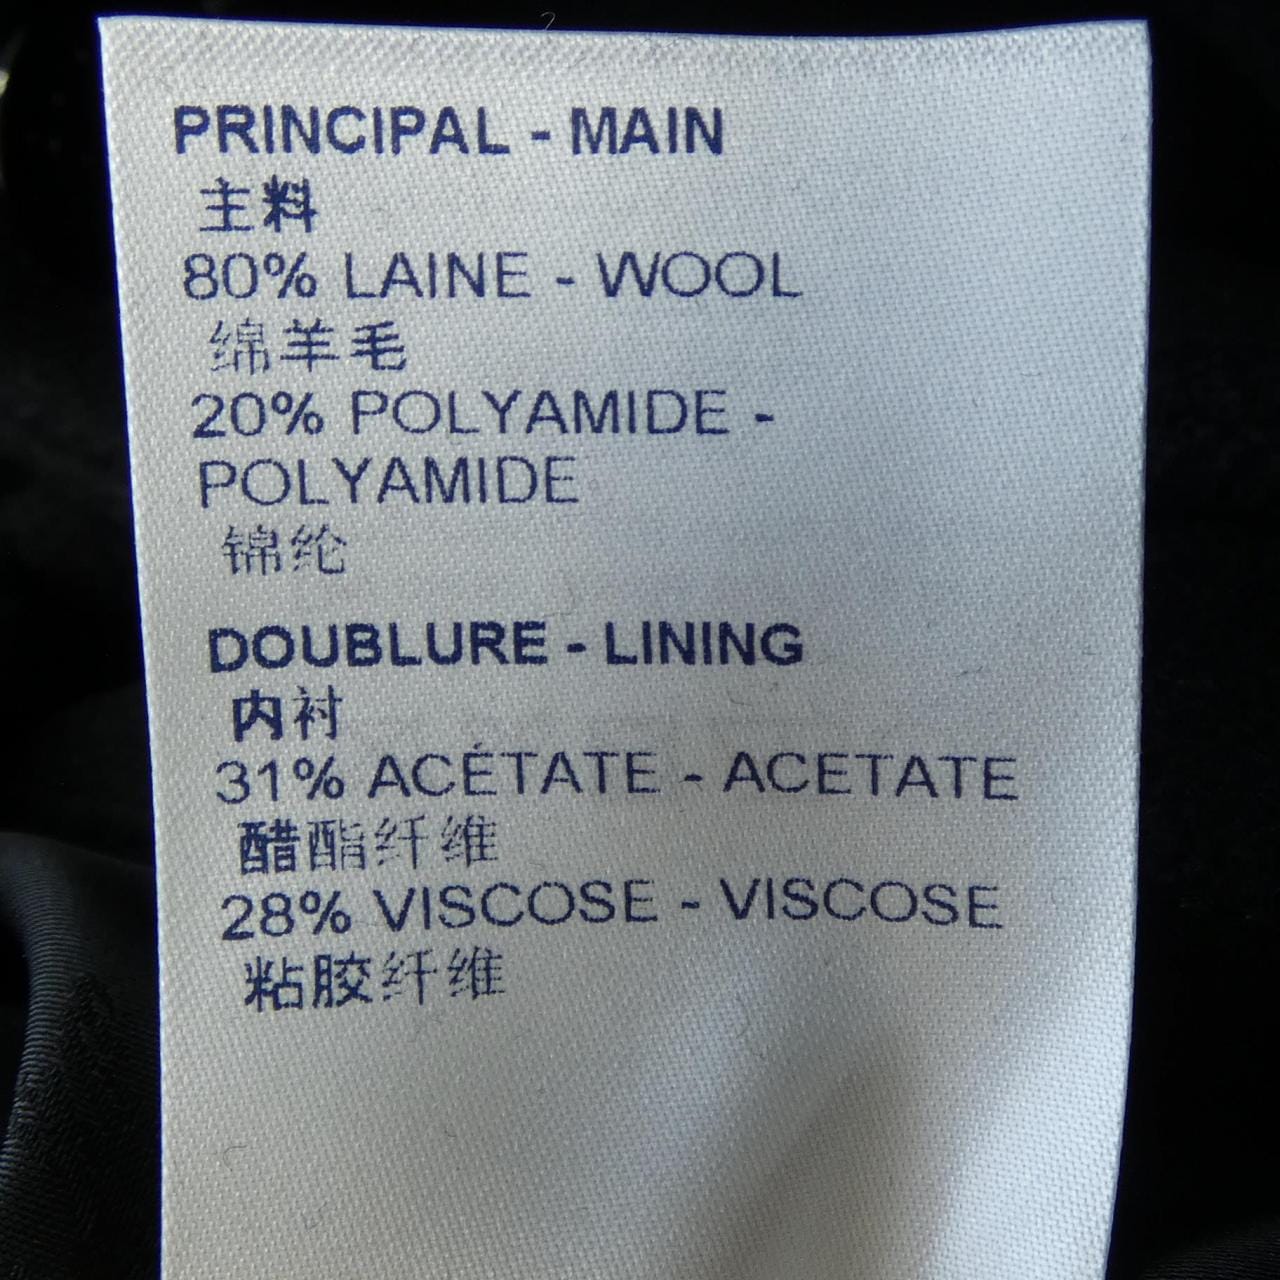 PRINCIPAL - MAIN
主料
80% LAINE - WOOL
绵羊毛
20% POLYAMIDE -
POLYAMIDE
锦纶
DOUBLURE - LINING
内衬
31% ACÉTATE - ACETATE
醋酯纤维
28% VISCOSE - VISCOSE
粘胶纤维